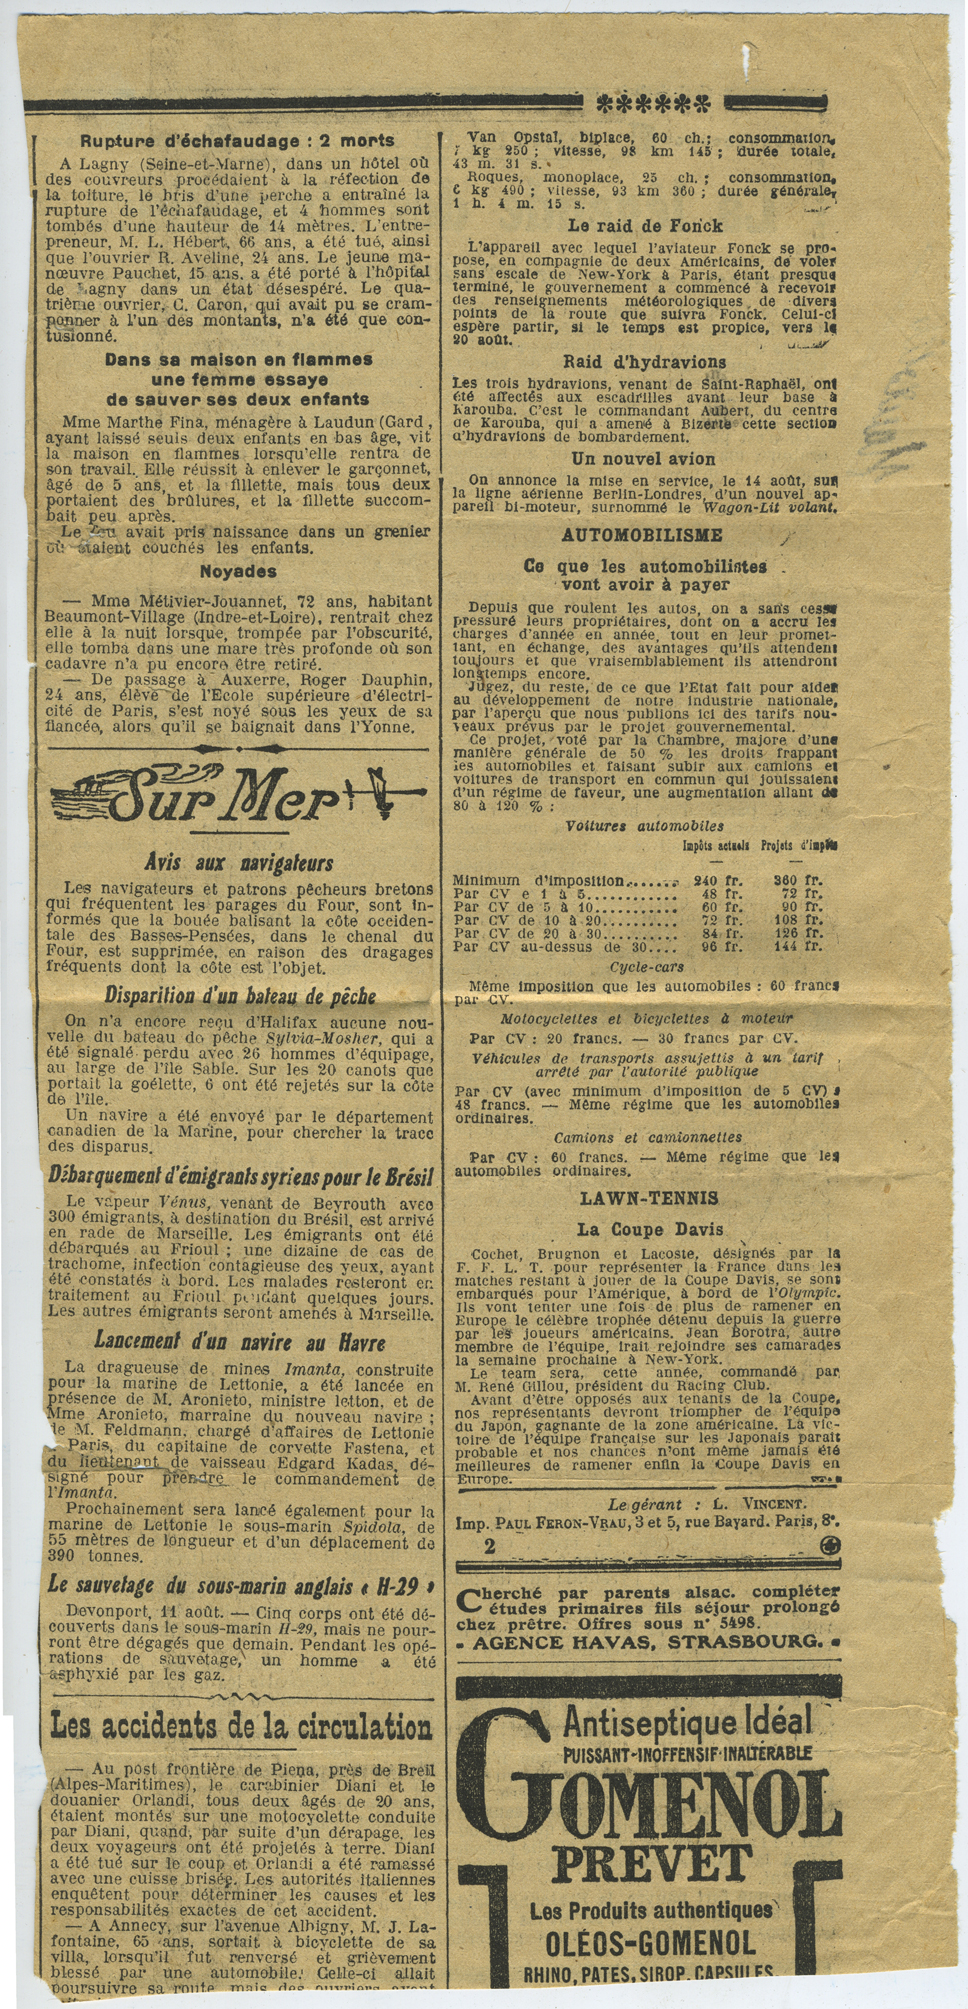 Rupture d'échafaudage : 2 morts
A Lagny (Seine-et-Marne), dans un hôtel où
des couvreurs procédaient à la réfection de
la toiture, le bris d'une perche a entraîné la
rupture de l'échafaudage, et 4 hommes sont
tombés d'une hauteur de 14 mètres. L'entre-
preneur, M. L. Hébert, 66 ans, a été tué, ainsi
que l'ouvrier R. Aveline, 24 ans. Le jeune ma-
nœuvre Pauchet, 15 ans, a été porté à l'hôpital
de Lagny dans un état désespéré. Le qua-
trième ouvrier, C. Caron, qui avait pu se cram-
ponner à l'un des montants, n'a été que con-
tusionné.
Dans sa maison en flammes
une femme essaye
de sauver ses deux enfants
Mme Marthe Fina, ménagère à Laudun (Gard ,
ayant laissé seuls deux enfants en bas âge, vit
la maison en flammes lorsqu'elle rentra de
son travail. Elle réussit à enlever le garçonnet,
âgé de 5 ans, et la fillette, mais tous deux
portaient des brûlures, et la fillette succom-
bait peu après.
Le feu avait pris naissance dans un grenier
où étaient couchés les enfants.
Noyades
— Mme Métivier-Jouannet, 72 ans, habitant
Beaumont-Village (Indre-et-Loire), rentrait chez
elle à la nuit lorsque, trompée par l'obscurité,
elle tomba dans une mare très profonde où son
cadavre n'a pu encore être retiré.
— De passage à Auxerre, Roger Dauphin,
24 ans, élève de l'Ecole supérieure d'électri-
cité de Paris, s'est noyé sous les yeux de sa
fiancée, alors qu'il se baignait dans l'Yonne.
Sur Mer
Avis aux navigateurs
Les navigateurs et patrons pêcheurs bretons
qui fréquentent les parages du Four, sont in-
formés que la bouée balisant la côte occiden-
tale des Basses-Pensées, dans le chenal du
Four, est supprimée, en raison des dragages
fréquents dont la côte est l'objet.
Disparition d'un bateau de pêche
On n'a encore reçu d'Halifax aucune nou-
velle du bateau de pêche Sylvia-Mosher, qui a
été signalé perdu avec 26 hommes d'équipage,
au large de l'île Sable. Sur les 20 canots que
portait la goélette, 6 ont été rejetés sur la côte
de l'île.
Un navire a été envoyé par le département
canadien de la Marine, pour chercher la trace
des disparus.
Débarquement d'émigrants syriens pour le Brésil
Le vapeur Vénus, venant de Beyrouth avec
300 émigrants, à destination du Brésil, est arrivé
en rade de Marseille. Les émigrants ont été
débarqués au Frioul ; une dizaine de cas de
trachome, infection contagieuse des yeux, ayant
été constatés à bord. Les malades resteront en
traitement au Frioul pendant quelques jours.
Les autres émigrants seront amenés à Marseille.
Lancement d'un navire au Havre
La dragueuse de mines Imanta, construite
pour la marine de Lettonie, a été lancée en
présence de M. Aronieto, ministre letton, et de
Mme Aronieto, marraine du nouveau navire ;
de M. Feldmann, chargé d'affaires de Lettonie
Paris, du capitaine de corvette Fastena, et
du lieutenant de vaisseau Edgard Kadas, dé-
signé pour prendre le commandement de
l'Imanta.
Prochainement sera lancé également pour la
marine de Lettonie le sous-marin Spidola, de
55 mètres de longueur et d'un déplacement de
390 tonnes.
Le sauvetage du sous-marin anglais « H-29 »
Devonport, 11 août. — Cinq corps ont été dé-
couverts dans le sous-marin H-29, mais ne pour-
ront être dégagés que demain. Pendant les opé-
rations de sauvetage, un homme a été
asphyxié par les gaz.
Les accidents de la circulation
— Au post frontière de Piena, près de Breil
(Alpes-Maritimes), le carabinier Diani et le
douanier Orlandi, tous deux âgés de 20 ans,
étaient montés sur une motocyclette conduite
par Diani, quand, par suite d'un dérapage, les
deux voyageurs ont été projetés à terre. Diani
a été tué sur le coup et Orlandi a été ramassé
avec une cuisse brisée. Les autorités italiennes
enquêtent pour déterminer les causes et les
responsabilités exactes de cet accident.
— A Annecy, sur l'avenue Albigny, M. J. La-
fontaine, 65 ans, sortait à bicyclette de sa
villa, lorsqu'il fut renversé et grièvement
blessé par une automobile. Celle-ci allait
poursuivre sa route, mais des ouvriers ayant
Van Opstal, biplace, 60 ch.; consommation,
7 kg 250 ; vitesse, 98 km 145 ; durée totale,
43 m. 31 s.
Roques, monoplace, 25 ch. ; consommation,
6 kg 490 ; vitesse, 93 km 360 ; durée générale,
1 h. 4 m. 15 s.
Le raid de Fonck
L'appareil avec lequel l'aviateur Fonck se pro-
pose, en compagnie de deux Américains, de voler
sans escale de New-York à Paris, étant presque
terminé, le gouvernement a commencé à recevoir
des renseignements météorologiques de divers
points de la route que suivra Fonck. Celui-ci
espère partir, si le temps est propice, vers le
20 août.
Raid d'hydravions
Les trois hydravions, venant de Saint-Raphaël, ont
été affectés aux escadrilles avant leur base à
Karouba. C'est le commandant Aubert, du centre
de Karouba, qui a amené à Bizerte cette section
d'hydravions de bombardement.
Un nouvel avion
On annonce la mise en service, le 14 août, sur
la ligne aérienne Berlin-Londres, d'un nouvel ap-
pareil bi-moteur, surnommé le Wagon-Lit volant.
AUTOMOBILISME
Ce que les automobilistes
vont avoir à payer
Depuis que roulent les autos, on a sans cesse
pressuré leurs propriétaires, dont on a accru les
charges d'année en année, tout en leur promet-
tant, en échange, des avantages qu'ils attendent
toujours et que vraisemblablement ils attendront
longtemps encore.
Jugez, du reste, de ce que l'Etat fait pour aider
au développement de notre industrie nationale,
par l'aperçu que nous publions ici des tarifs nou-
veaux prévus par le projet gouvernemental.
Ce projet, voté par la Chambre, majore d'une
manière générale de 50 % les droits frappant
les automobiles et faisant subir aux camions et
voitures de transport en commun qui jouissaient
d'un régime de faveur, une augmentation allant de
80 à 120 % :
Voitures automobiles
Impôts actuels Projets d'impôts
— —
Minimum d'imposition........ 240 fr. 360 fr.
Par CV e 1 à 5............ 48 fr. 72 fr.
Par CV de 5 à 10........... 60 fr. 90 fr.
Par CV de 10 à 20.......... 72 fr. 108 fr.
Par CV de 20 à 30.......... 84 fr. 126 fr.
Par CV au-dessus de 30.... 96 fr. 144 fr.
Cycle-cars
Même imposition que les automobiles : 60 francs
par CV.
Motocyclettes et bicyclettes à moteur
Par CV : 20 francs. — 30 francs par CV.
Véhicules de transports assujettis à un tarif
arrêté par l'autorité publique
Par CV (avec minimum d'imposition de 5 CV) :
48 francs. — Même régime que les automobiles
ordinaires.
Camions et camionnettes
Par CV : 60 francs. — Même régime que les
automobiles ordinaires.
LAWN-TENNIS
La Coupe Davis
Cochet, Brugnon et Lacoste, désignés par la
F. F. L. T. pour représenter la France dans les
matches restant à jouer de la Coupe Davis, se sont
embarqués pour l'Amérique, à bord de l'Olympic.
Ils vont tenter une fois de plus de ramener en
Europe le célèbre trophée détenu depuis la guerre
par les joueurs américains. Jean Borotra, autre
membre de l'équipe, irait rejoindre ses camarades
la semaine prochaine à New-York.
Le team sera, cette année, commandé par
M. René Gillou, président du Racing Club.
Avant d'être opposés aux tenants de la Coupe,
nos représentants devront triompher de l'équipe
du Japon, gagnante de la zone américaine. La vic-
toire de l'équipe française sur les Japonais paraît
probable et nos chances n'ont même jamais été
meilleures de ramener enfin la Coupe Davis en
Europe.
Le gérant : L. VINCENT.
Imp. PAUL FERON-VRAU, 3 et 5, rue Bayard. Paris, 8e.
2
Cherché par parents alsac. compléter
études primaires fils séjour prolongé
chez prêtre. Offres sous n° 5498.
AGENCE HAVAS, STRASBOURG.
Antiseptique Idéal
PUISSANT-INOFFENSIF-INALTÉRABLE
GOMENOL
PREVET
Les Produits authentiques
OLÉOS-GOMENOL
RHINO, PATES, SIROP, CAPSULES